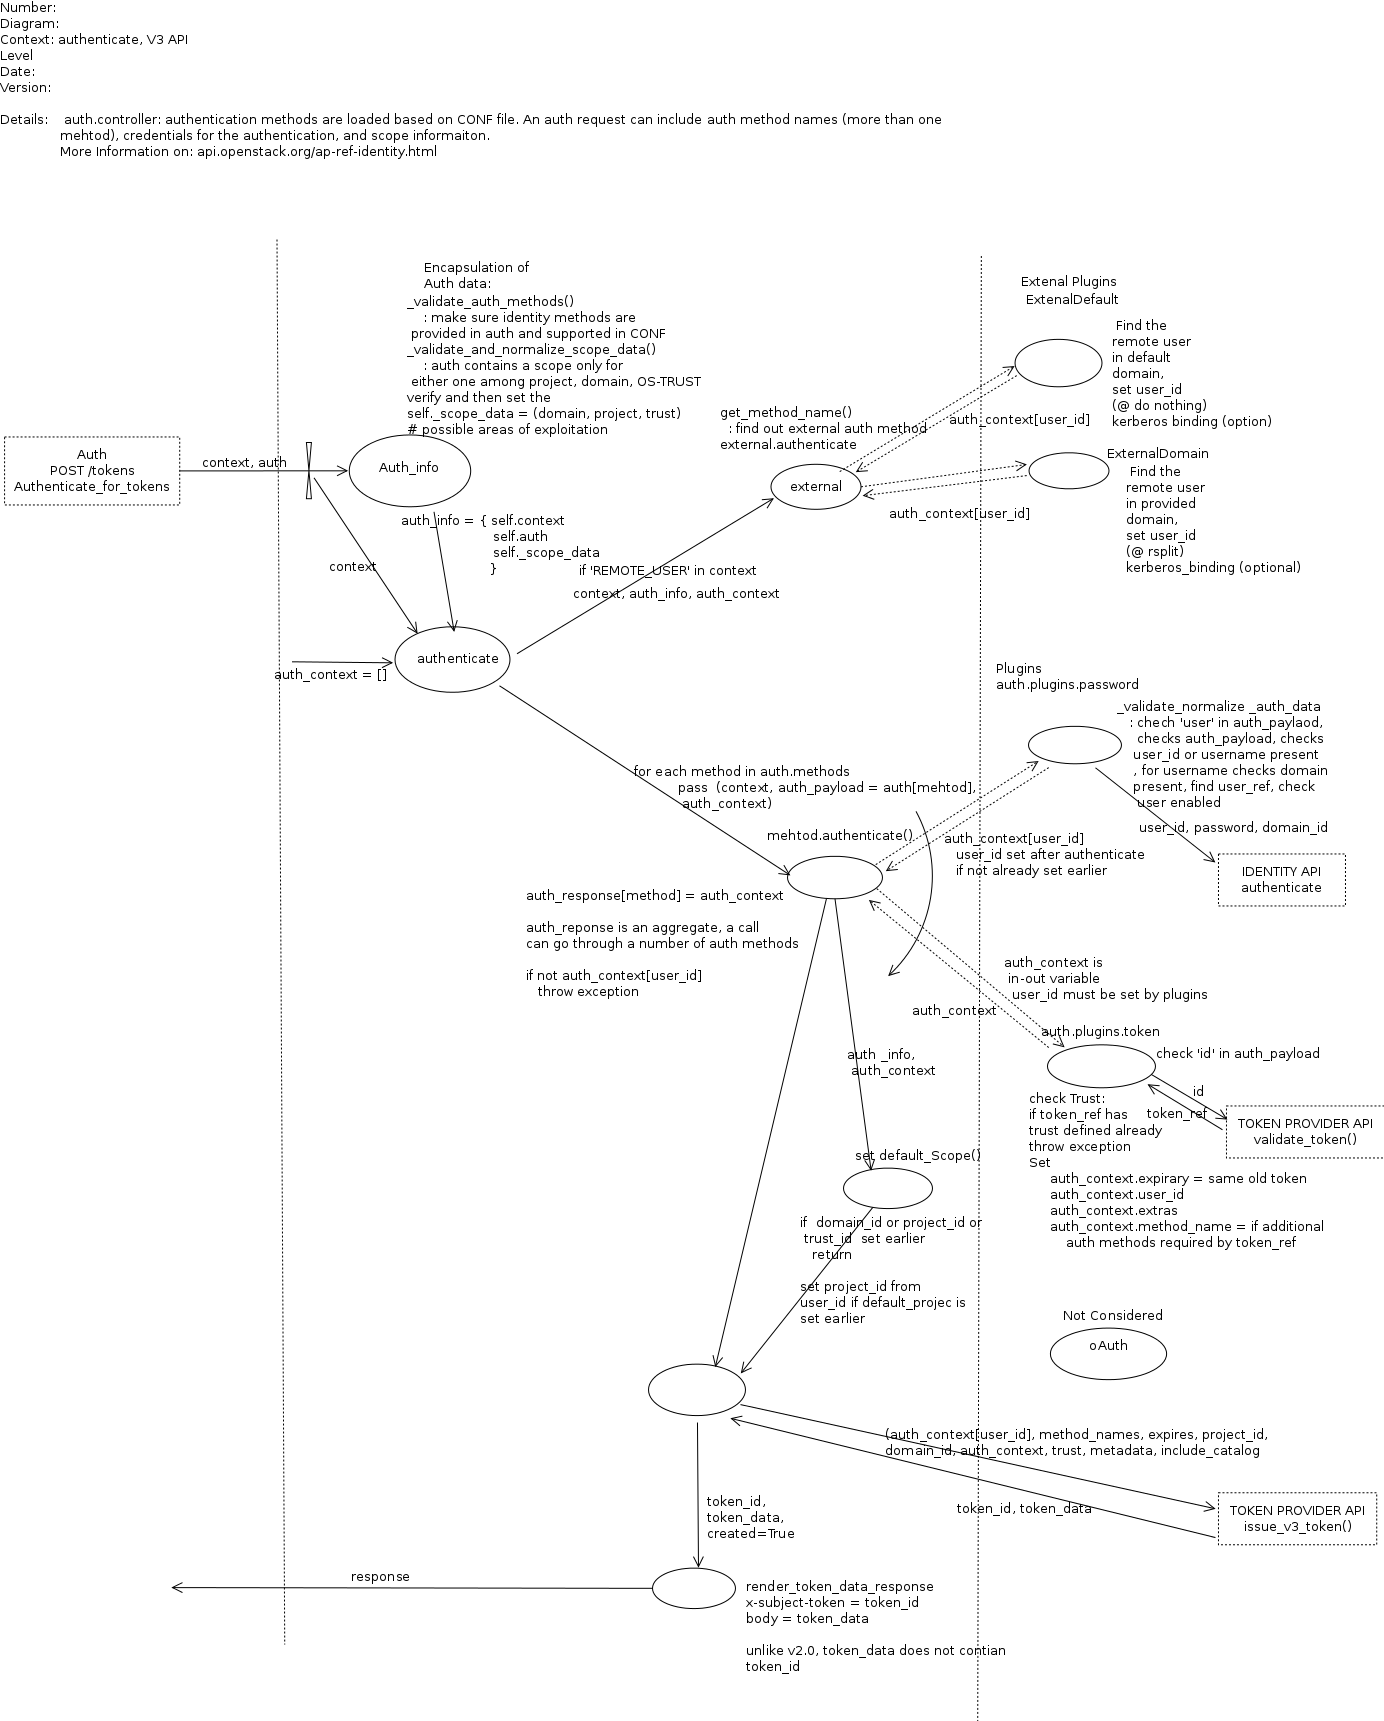 Number:
Diagram:
Context: authenticate, V3 API
Level
Date:
Version:
Details: auth.controller: authentication methods are loaded based on CONF file. An auth request can include auth method names (more than one
mehtod), credentials for the authentication, and scope informaiton.
More Information on: api.openstack.org/ap-ref-identity.html
Encapsulation of
Auth data:
_validate_auth_methods()
: make sure identity methods are
provided in auth and supported in CONF
_validate_and_normalize_scope_data()
: auth contains a scope only for
either one among project, domain, OS-TRUST
verify and then set the
self._scope_data = (domain, project, trust)
# possible areas of exploitation
Extenal Plugins
ExtenalDefault
Find the
remote user
in default
domain,
set user_id
(@ do nothing)
kerberos binding (option)
get_method_name()
: find out external auth method
external.authenticate
auth_context[user_id]
Auth
POST /tokens
Authenticate_for_tokens
context, auth
Auth_info
external
ExternalDomain
Find the
remote user
in provided
domain,
set user_id
(@ rsplit)
kerberos_binding (optional)
auth_context[user_id]
auth_info = { self.context
self.auth
self._scope_data
}
context
if 'REMOTE_USER' in context
context, auth_info, auth_context
authenticate
auth_context = []
Plugins
auth.plugins.password
_validate_normalize _auth_data
: chech 'user' in auth_paylaod,
checks auth_payload, checks
user_id or username present
, for username checks domain
present, find user_ref, check
user enabled
for each method in auth.methods
pass (context, auth_payload = auth[mehtod],
auth_context)
mehtod.authenticate()
user_id, password, domain_id
auth_context[user_id]
user_id set after authenticate
if not already set earlier
IDENTITY API
authenticate
auth_response[method] = auth_context
auth_reponse is an aggregate, a call
can go through a number of auth methods
if not auth_context[user_id]
throw exception
auth_context is
in-out variable
user_id must be set by plugins
auth_context
auth.plugins.token
check 'id' in auth_payload
auth _info,
auth_context
id
token_ref
TOKEN PROVIDER API
validate_token()
check Trust:
if token_ref has
trust defined already
throw exception
Set
auth_context.expirary = same old token
auth_context.user_id
auth_context.extras
auth_context.method_name = if additional
auth methods required by token_ref
set default_Scope()
if domain_id or project_id or
trust_id set earlier
return
set project_id from
user_id if default_projec is
set earlier
Not Considered
oAuth
(auth_context[user_id], method_names, expires, project_id,
domain_id, auth_context, trust, metadata, include_catalog
token_id, token_data
TOKEN PROVIDER API
issue_v3_token()
token_id,
token_data,
created=True
response
render_token_data_response
x-subject-token = token_id
body = token_data
unlike v2.0, token_data does not contian
token_id